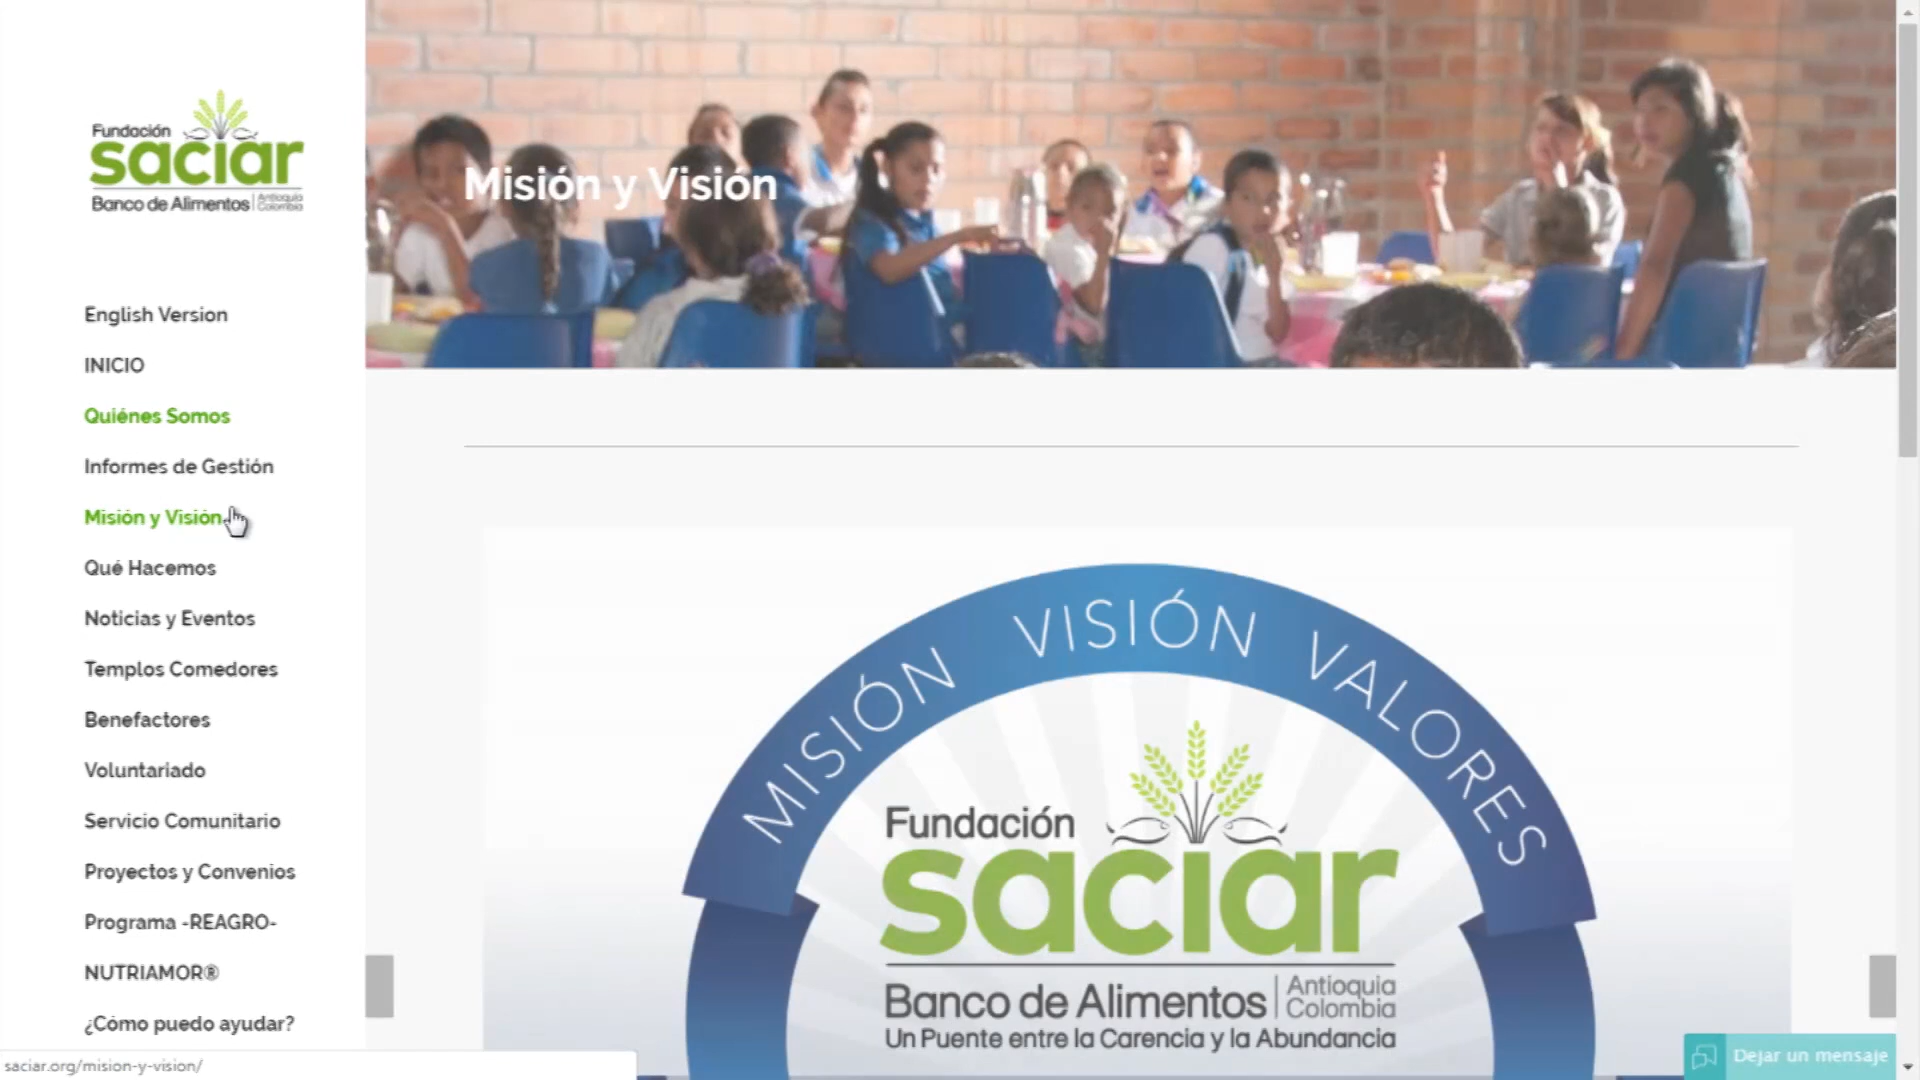 Fundación
saciar
Banco de Alimentos
Antioquia
Colombia
English Version
INICIO
Quiénes Somos
Informes de Gestión
Misión y Visión
Qué Hacemos
Noticias y Eventos
Templos Comedores
Benefactores
Voluntariado
Servicio Comunitario
Proyectos y Convenios
Programa -REAGRO-
NUTRIAMOR®
¿Cómo puedo ayudar?
saciar.org/mision-y-vision/
Misión y Visión
MISIÓN VISIÓN VALORES
Fundación
saciar
Banco de Alimentos
Antioquia
Colombia
Un Puente entre la Carencia y la Abundancia
Dejar un mensaje